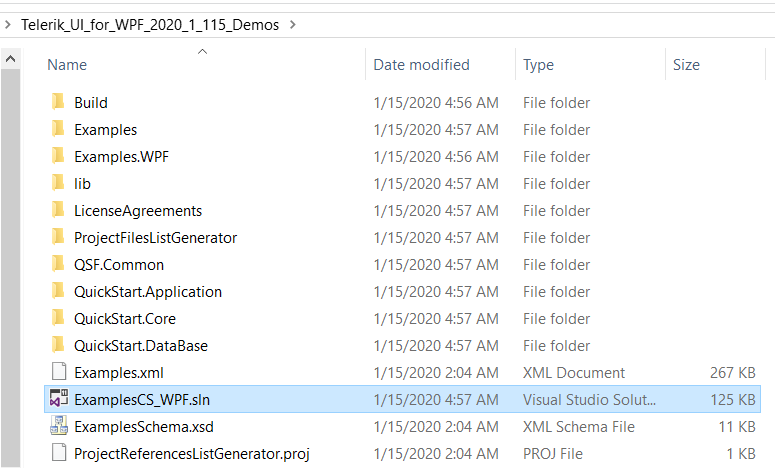 Telerik_UI_for_WPF_2020_1_115_Demos
Name Date modified Type Size
Build 1/15/2020 4:56 AM File folder
Examples 1/15/2020 4:57 AM File folder
Examples.WPF 1/15/2020 4:56 AM File folder
lib 1/15/2020 4:57 AM File folder
LicenseAgreements 1/15/2020 4:57 AM File folder
ProjectFilesListGenerator 1/15/2020 4:57 AM File folder
QSF.Common 1/15/2020 4:57 AM File folder
QuickStart.Application 1/15/2020 4:57 AM File folder
QuickStart.Core 1/15/2020 4:57 AM File folder
QuickStart.DataBase 1/15/2020 4:57 AM File folder
Examples.xml 1/15/2020 2:04 AM XML Document 267 KB
ExamplesCS_WPF.sln 1/15/2020 4:57 AM Visual Studio Solut... 125 KB
ExamplesSchema.xsd 1/15/2020 2:04 AM XML Schema File 11 KB
ProjectReferencesListGenerator.proj 1/15/2020 2:04 AM PROJ File 1 KB